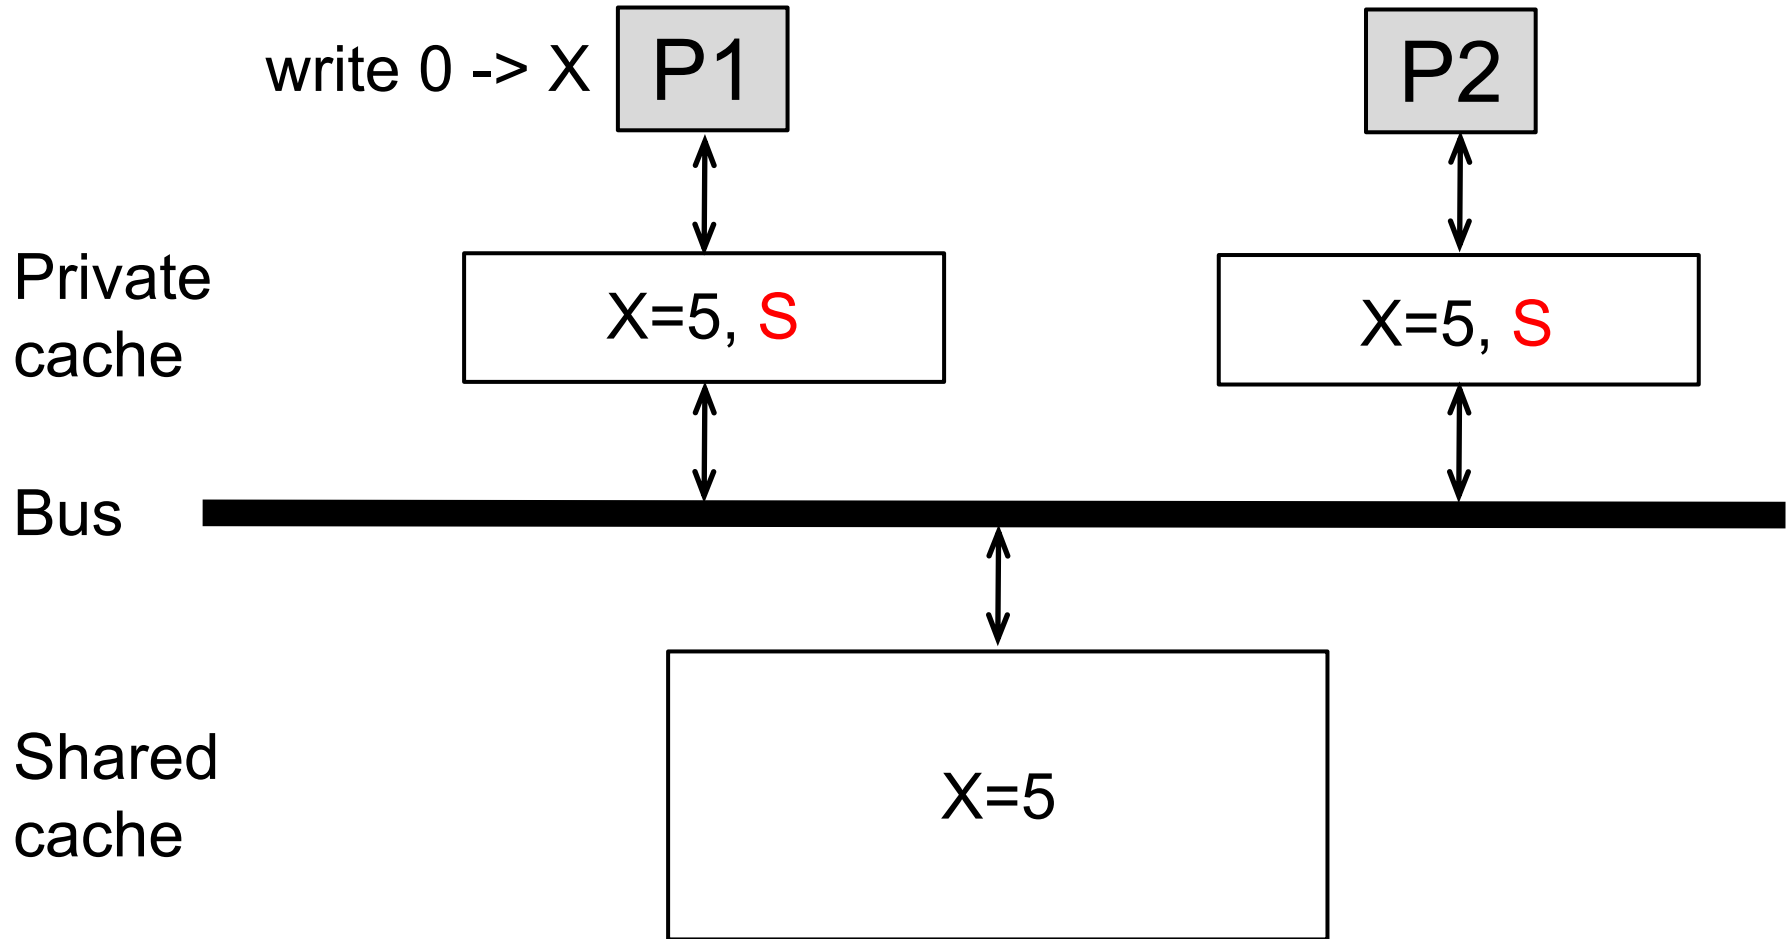 write 0 -> X
P1
P2
Private
cache
X=5, S
X=5, S
Bus
Shared
cache
X=5